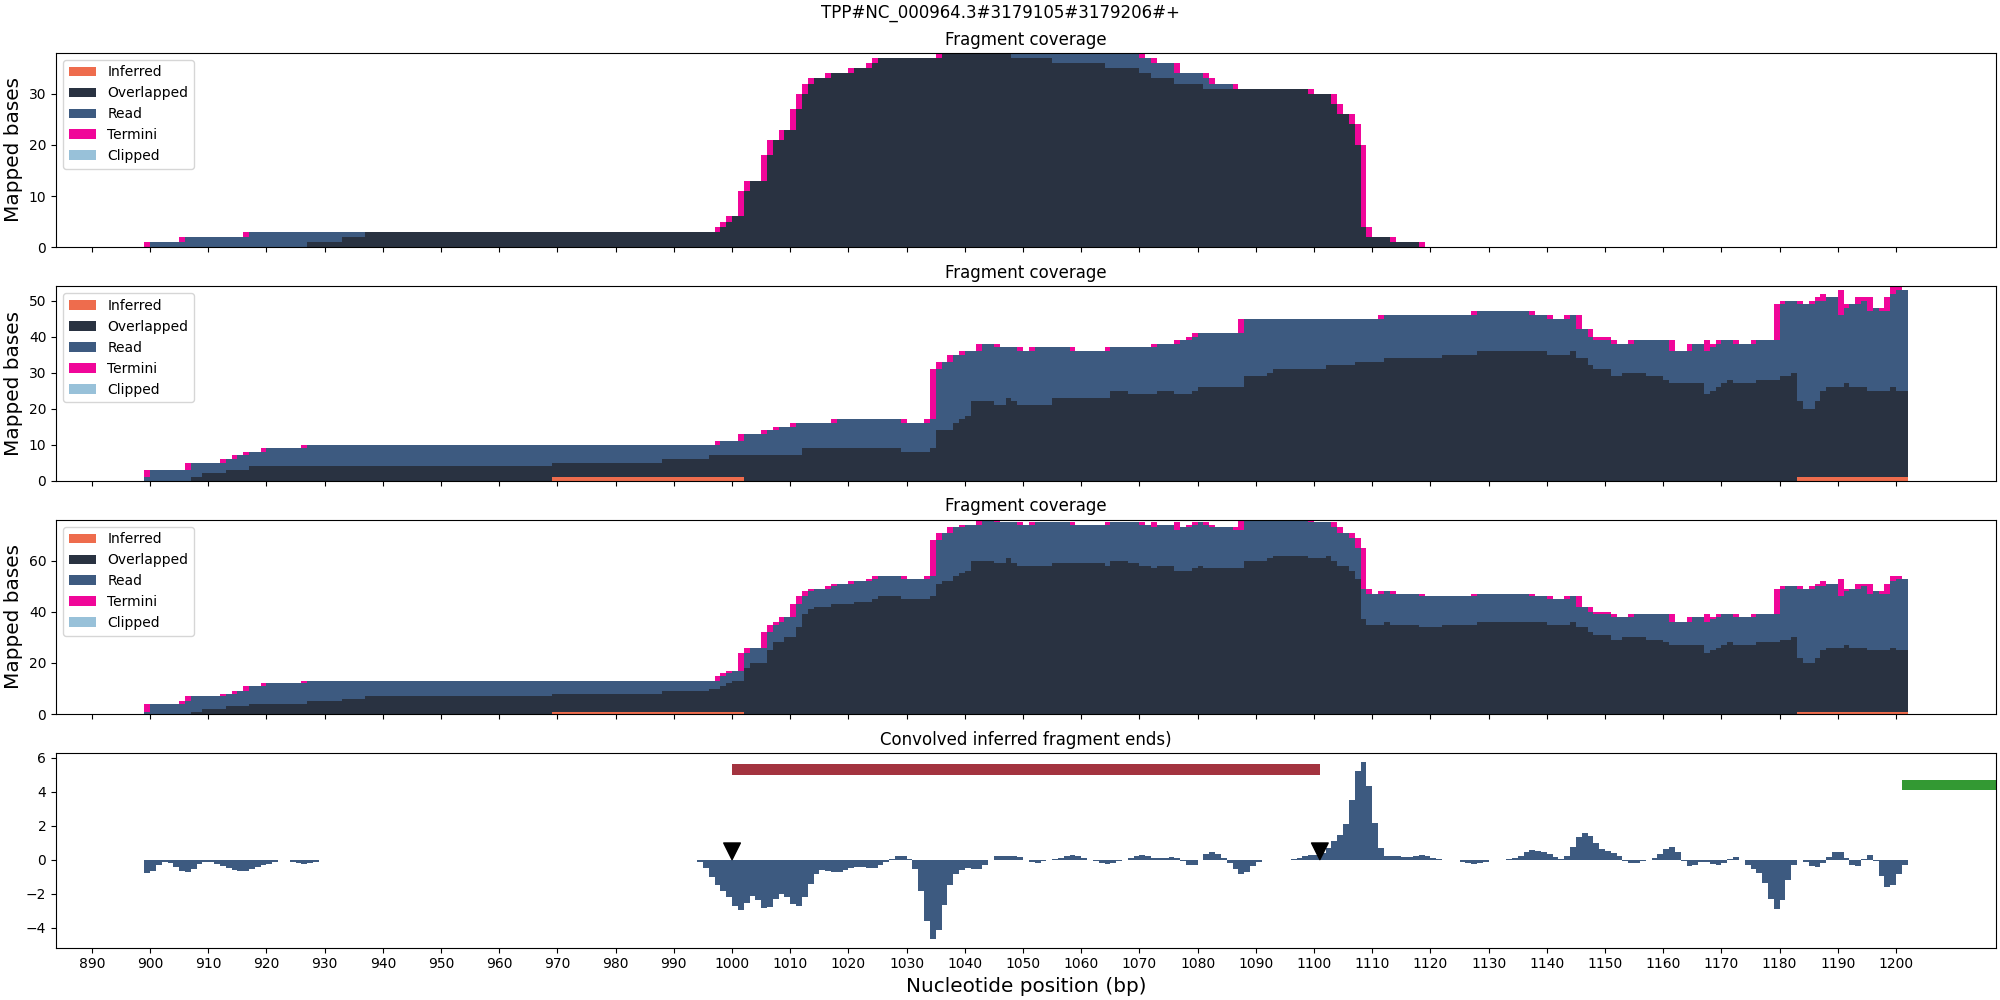 TPP#NC_000964.3#3179105#3179206#+
Fragment coverage
Mapped bases
30
20
10
0
Inferred
Overlapped
Read
Termini
Clipped
Fragment coverage
Mapped bases
50
40
30
20
10
0
Inferred
Overlapped
Read
Termini
Clipped
Fragment coverage
Mapped bases
60
40
20
0
Inferred
Overlapped
Read
Termini
Clipped
Convolved inferred fragment ends)
6
4
2
0
−2
−4
890 900 910 920 930 940 950 960 970 980 990 1000 1010 1020 1030 1040 1050 1060 1070 1080 1090 1100 1110 1120 1130 1140 1150 1160 1170 1180 1190 1200
Nucleotide position (bp)